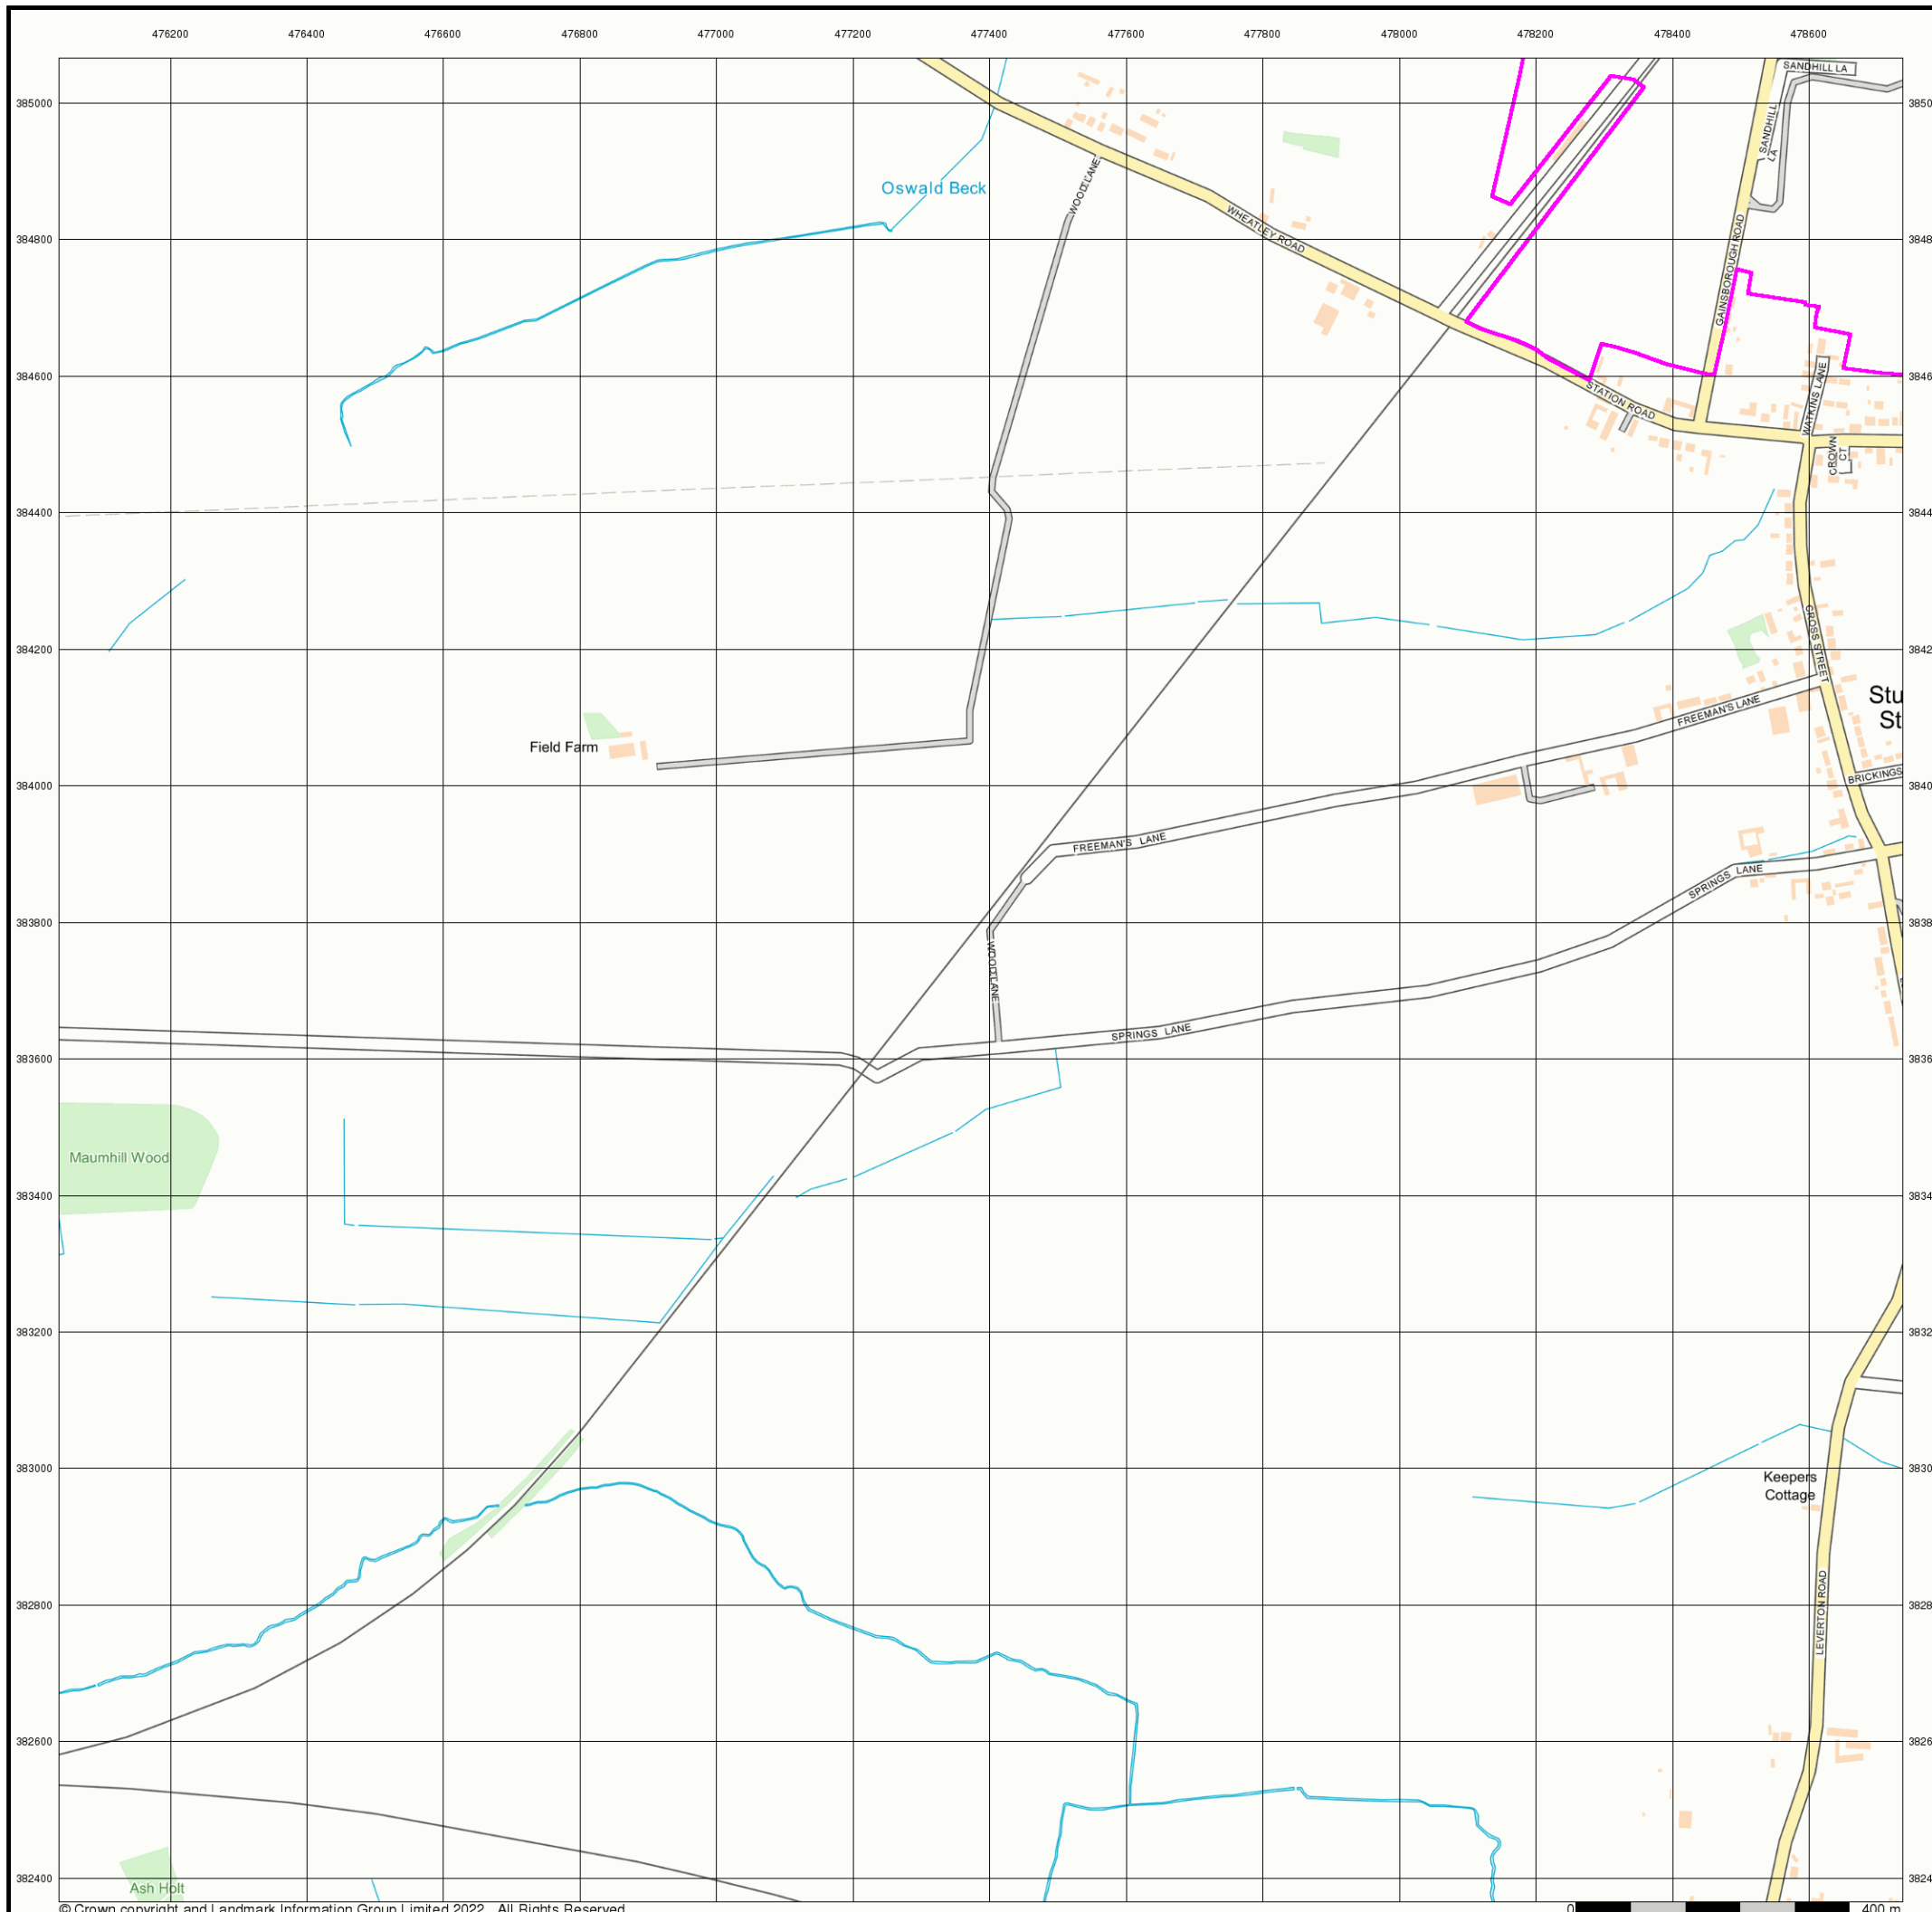 476200 476400 476600 476800 477000 477200 477400 477600 477800 478000 478200 478400 478600
SANDHILL LA
385000
SANDHILL
LA
WOOD LANE
Oswald Beck
WHEATLEY ROAD
GAINSBOROUGH ROAD
384800
384600
WATKINS LANE
STATION ROAD
CROWN
CT
384400
CROSS STREET
384200
Stu
St
FREEMAN'S LANE
Field Farm
BRICKINGS
384000
FREEMAN'S LANE
SPRINGS LANE
383800
WOOD LANE
SPRINGS LANE
383600
Maumhill Wood
383400
383200
383000
Keepers
Cottage
LEVERTON ROAD
382800
382600
382400
Ash Holt
© Crown copyright and Landmark Information Group Limited 2022. All Rights Reserved.
0 400 m